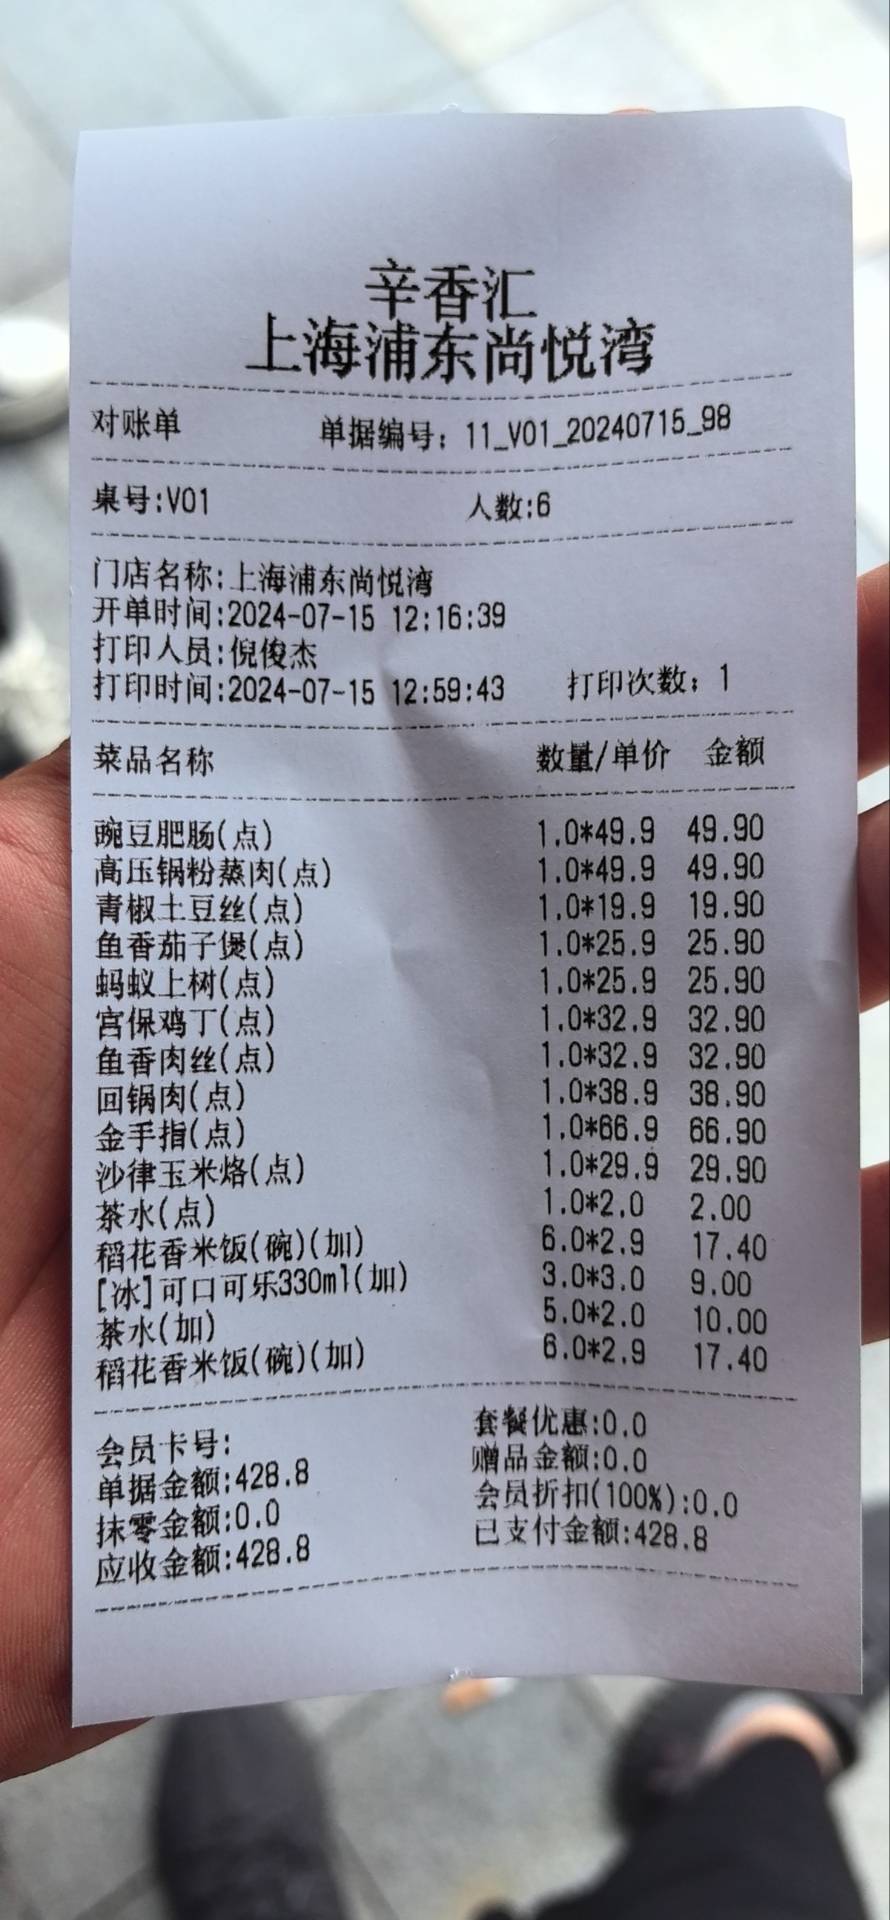 辛香汇
上海浦东尚悦湾
对账单 单据编号：11_V01_20240715_98
桌号:V01 人数:6
门店名称:上海浦东尚悦湾
开单时间:2024-07-15 12:16:39
打印人员:倪俊杰
打印时间:2024-07-15 12:59:43 打印次数：1
菜品名称 数量/单价 金额
豌豆肥肠(点) 1.0*49.9 49.90
高压锅粉蒸肉(点) 1.0*49.9 49.90
青椒土豆丝(点) 1.0*19.9 19.90
鱼香茄子煲(点) 1.0*25.9 25.90
蚂蚁上树(点) 1.0*25.9 25.90
宫保鸡丁(点) 1.0*32.9 32.90
鱼香肉丝(点) 1.0*32.9 32.90
回锅肉(点) 1.0*38.9 38.90
金手指(点) 1.0*66.9 66.90
沙律玉米烙(点) 1.0*29.9 29.90
茶水(点) 1.0*2.0 2.00
稻花香米饭(碗)(加) 6.0*2.9 17.40
[冰]可口可乐330ml(加) 3.0*3.0 9.00
茶水(加) 5.0*2.0 10.00
稻花香米饭(碗)(加) 6.0*2.9 17.40
会员卡号: 套餐优惠:0.0
单据金额:428.8 赠品金额:0.0
抹零金额:0.0 会员折扣(100%):0.0
应收金额:428.8 已支付金额:428.8